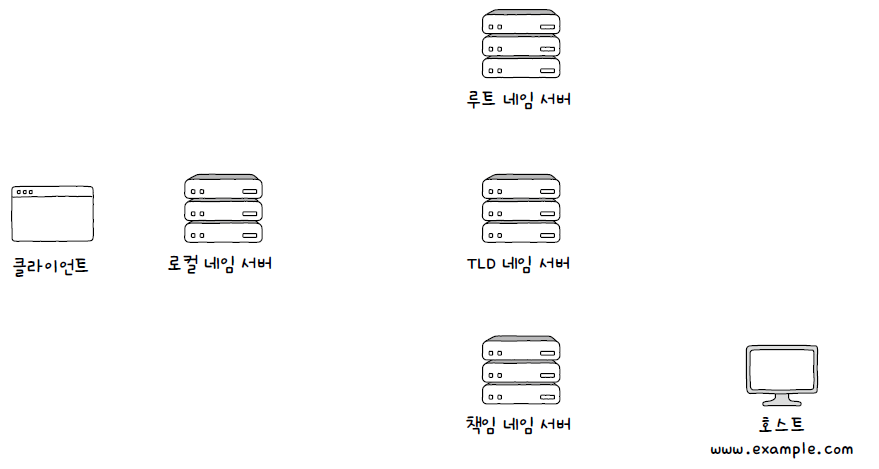 루트 네임 서버
클라이언트
로컬 네임 서버
TLD 네임 서버
책임 네임 서버
호스트
www.example.com